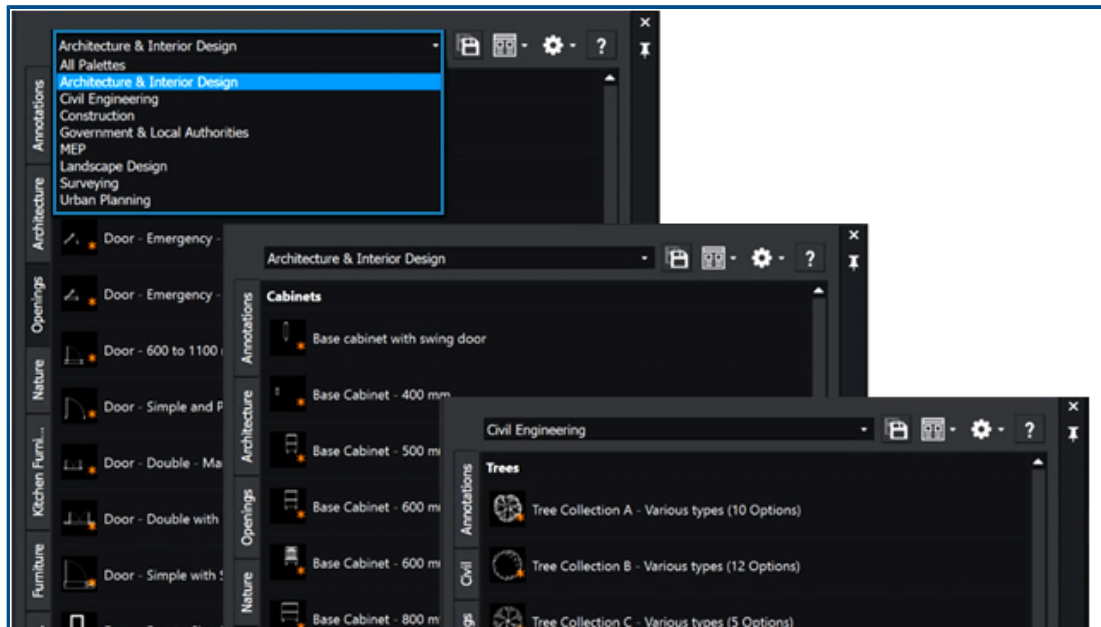 Architecture & Interior Design
All Palettes
Architecture & Interior Design
Civil Engineering
Construction
Government & Local Authorities
MEP
Landscape Design
Surveying
Urban Planning
?
Annotations
Architecture
Openings
Nature
Kitchen Furni...
Furniture
Door - Emergency -
Door - Emergency -
Door - 600 to 1100
Door - Simple and P
Door - Double - Ma
Door - Double with
Door - Simple with S
Architecture & Interior Design
?
Annotations
Architecture
Openings
Nature
Cabinets
Base cabinet with swing door
Base Cabinet - 400 mm
Base Cabinet - 500 m
Base Cabinet - 600 m
Base Cabinet - 600 m
Base Cabinet - 800 m
Civil Engineering
?
Annotations
Civil
Trees
Tree Collection A - Various types (10 Options)
Tree Collection B - Various types (12 Options)
Tree Collection C - Various types (5 Options)